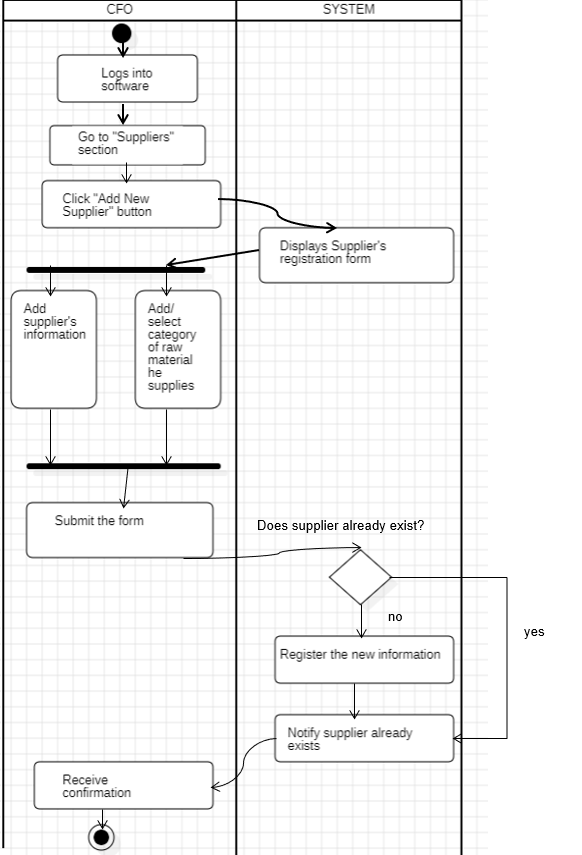 CFO
SYSTEM
Logs into
software
Go to "Suppliers"
section
Click "Add New
Supplier" button
Displays Supplier's
registration form
Add
supplier's
information
Add/
select
category
of raw
material
he
supplies
Submit the form
Does supplier already exist?
no
yes
Register the new information
Notify supplier already
exists
Receive
confirmation